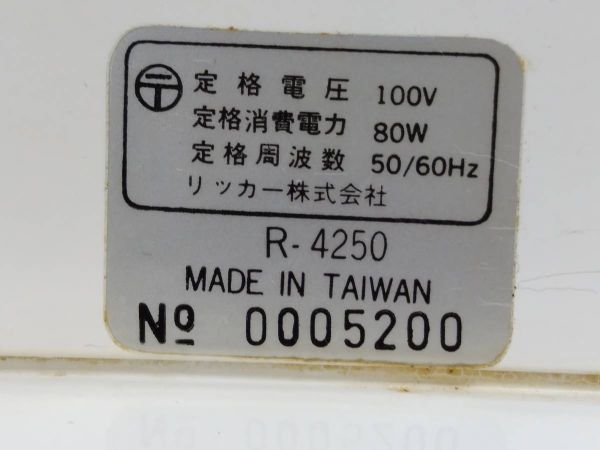 〒 定格電圧 100V
定格消費電力 80W
定格周波数 50/60Hz
リッカー株式会社
R-4250
MADE IN TAIWAN
No 0005200